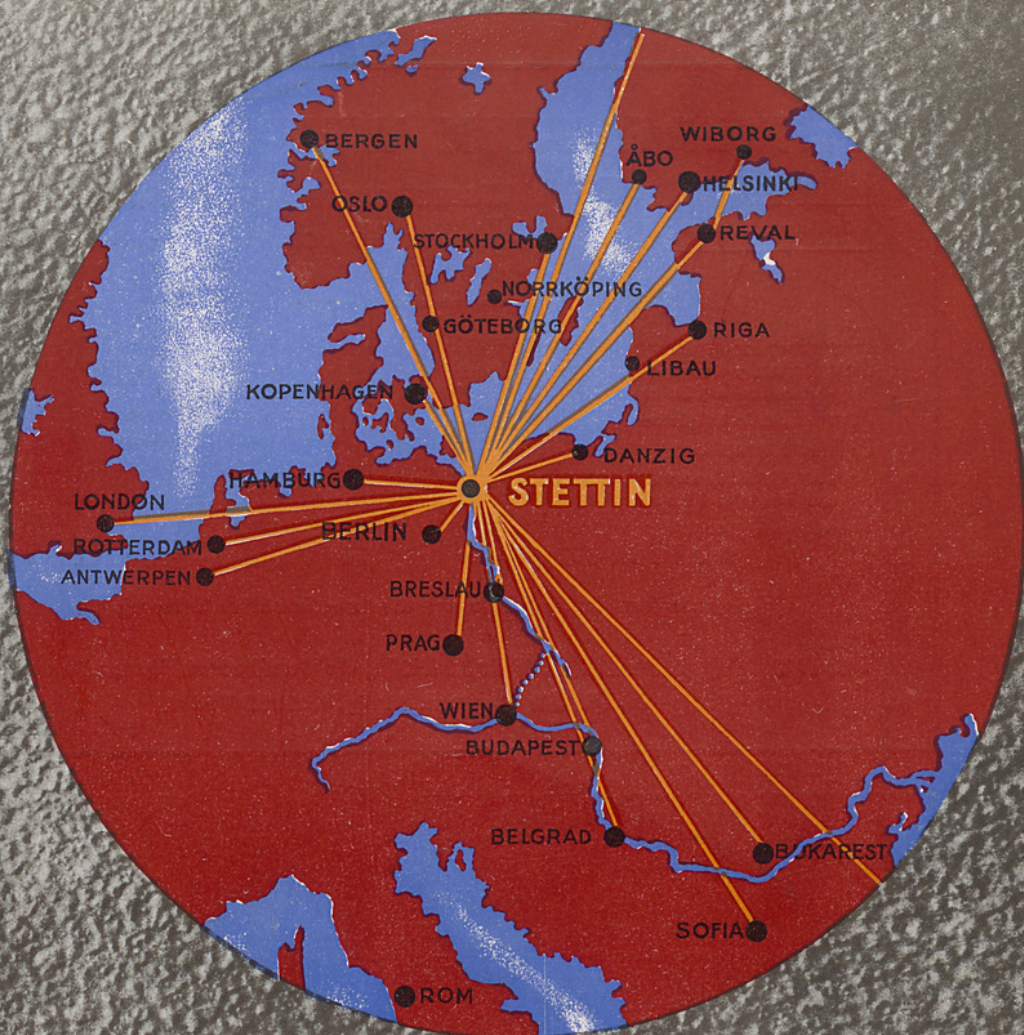 BERGEN
WIBORG
ÅBO
HELSINKI
OSLO
REVAL
STOCKHOLM
NORRKÖPING
GÖTEBORG
RIGA
LIBAU
KOPENHAGEN
DANZIG
HAMBURG
STETTIN
LONDON
BERLIN
ROTTERDAM
ANTWERPEN
BRESLAU
PRAG
WIEN
BUDAPEST
BELGRAD
BUKAREST
SOFIA
ROM